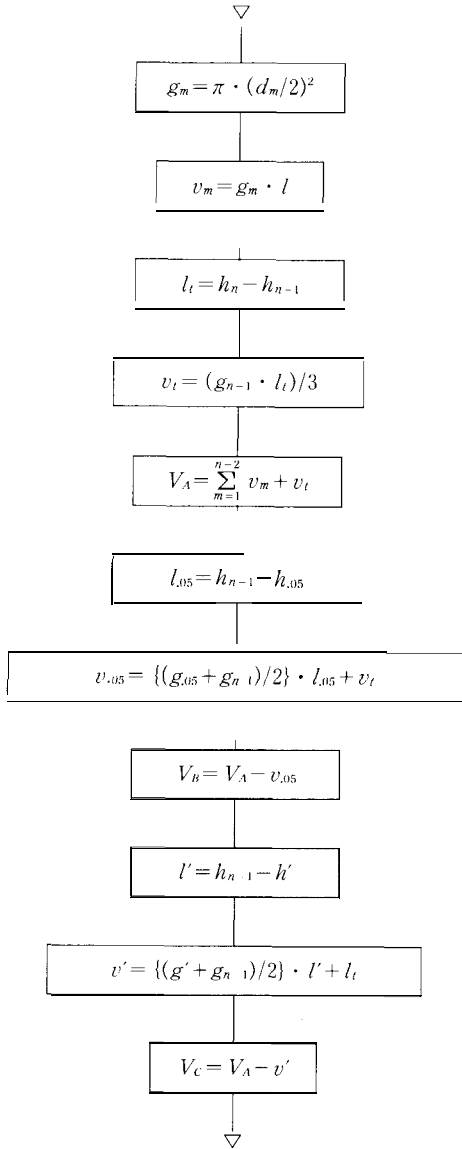 g_m = π · (d_m/2)²
v_m = g_m · l
l_t = h_n − h_{n−1}
v_t = (g_{n−1} · l_t)/3
V_A = ∑_{m=1}^{n−2} v_m + v_t
l_{.05} = h_{n−1} − h_{.05}
v_{.05} = {(g_{.05} + g_{n−1})/2} · l_{.05} + v_t
V_B = V_A − v_{.05}
l′ = h_{n−1} − h′
v′ = {(g′ + g_{n−1})/2} · l′ + l_t
V_C = V_A − v′